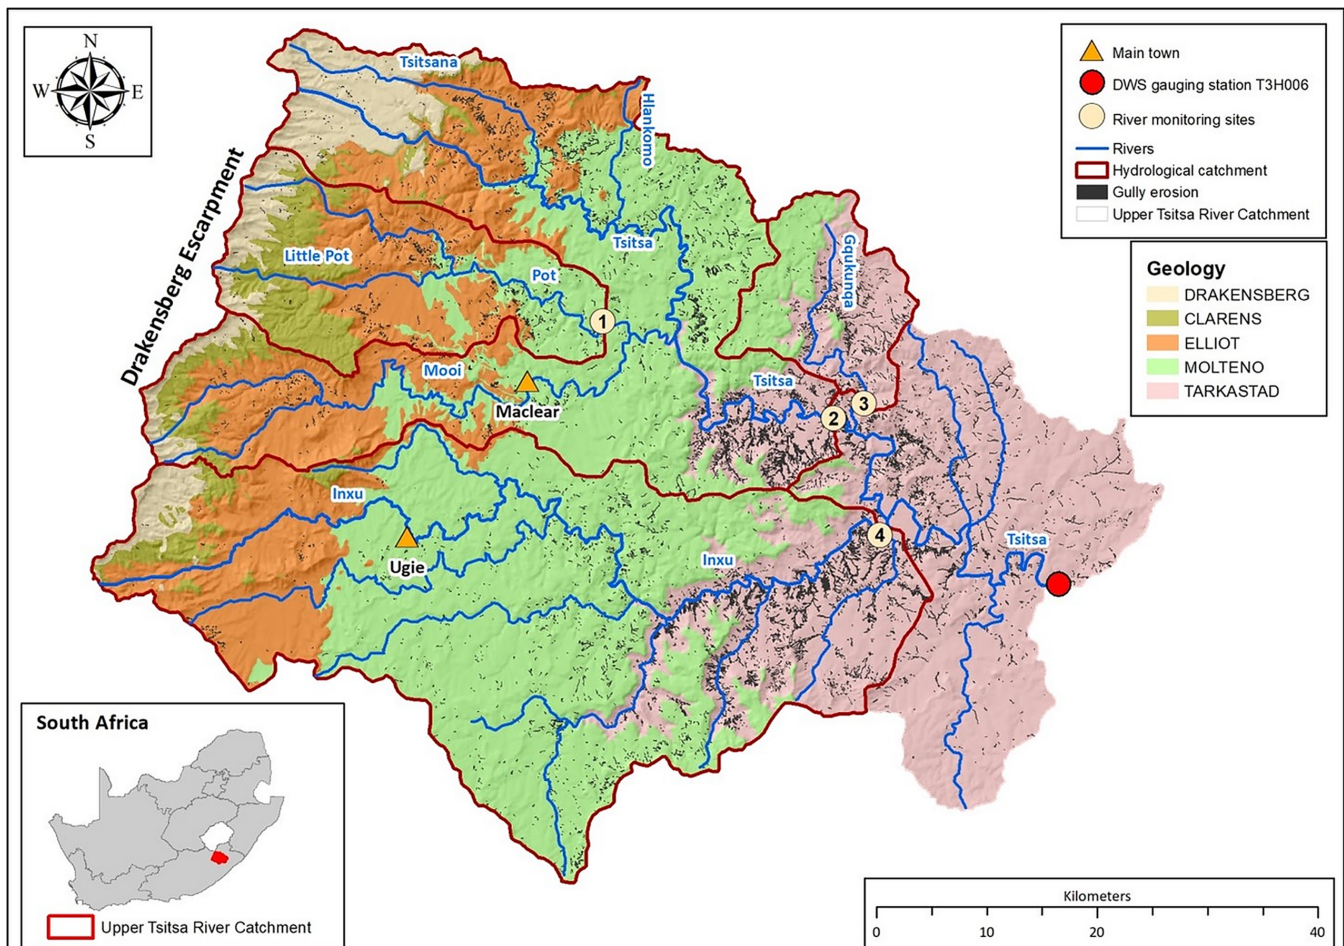 N
W
E
S
Main town
DWS gauging station T3H006
River monitoring sites
Rivers
Hydrological catchment
Gully erosion
Upper Tsitsa River Catchment
Geology
DRAKENSBERG
CLARENS
ELLIOT
MOLTENO
TARKASTAD
Tsitsana
Hlankomo
Drakensberg Escarpment
Tsitsa
Gqukunqa
Little Pot
Pot
1
Mooi
Maclear
Tsitsa
2
3
Inxu
Ugie
Inxu
4
Tsitsa
South Africa
Upper Tsitsa River Catchment
Kilometers
0
10
20
40